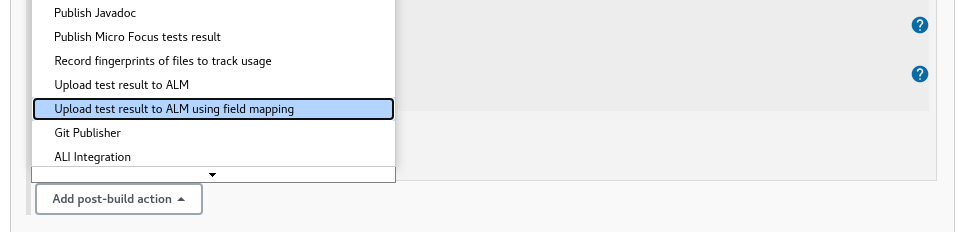 Publish Javadoc
Publish Micro Focus tests result
Record fingerprints of files to track usage
Upload test result to ALM
Upload test result to ALM using field mapping
Git Publisher
ALI Integration
Add post-build action
?
?